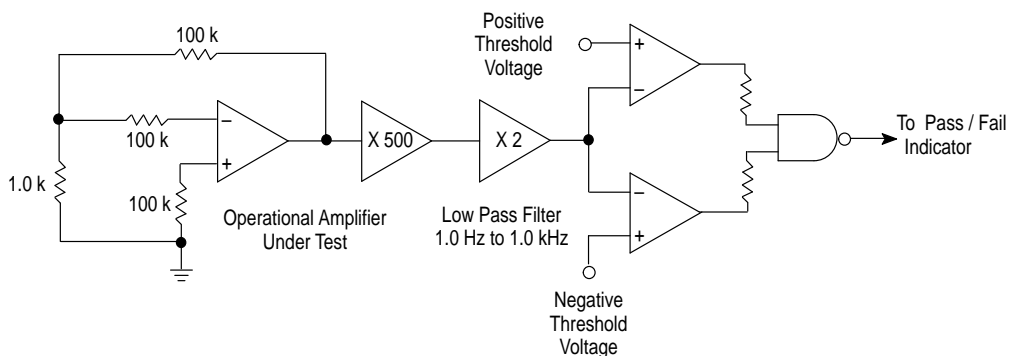 100 k
100 k
1.0 k
100 k
−
+
Operational Amplifier
Under Test
X 500
X 2
Low Pass Filter
1.0 Hz to 1.0 kHz
Positive
Threshold
Voltage
+
−
−
+
Negative
Threshold
Voltage
To Pass / Fail
Indicator